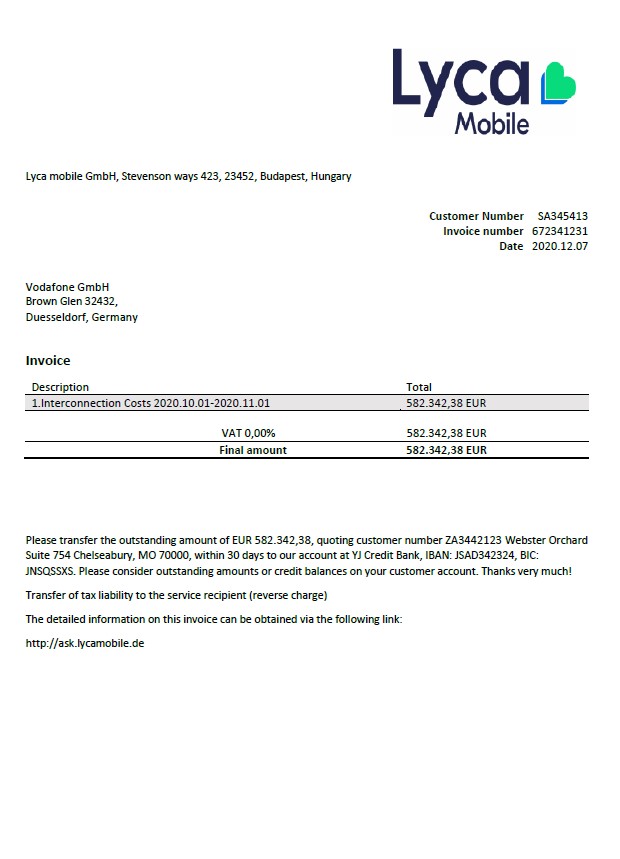 Lyca
Mobile
Lyca mobile GmbH, Stevenson ways 423, 23452, Budapest, Hungary
Customer Number SA345413
Invoice number 672341231
Date 2020.12.07
Vodafone GmbH
Brown Glen 32432,
Duesseldorf, Germany
Invoice
Description Total
1.Interconnection Costs 2020.10.01-2020.11.01 582.342,38 EUR
VAT 0,00% 582.342,38 EUR
Final amount 582.342,38 EUR
Please transfer the outstanding amount of EUR 582.342,38, quoting customer number ZA3442123 Webster Orchard
Suite 754 Chelseabury, MO 70000, within 30 days to our account at YJ Credit Bank, IBAN: JSAD342324, BIC:
JNSQSSXS. Please consider outstanding amounts or credit balances on your customer account. Thanks very much!
Transfer of tax liability to the service recipient (reverse charge)
The detailed information on this invoice can be obtained via the following link:
http://ask.lycamobile.de